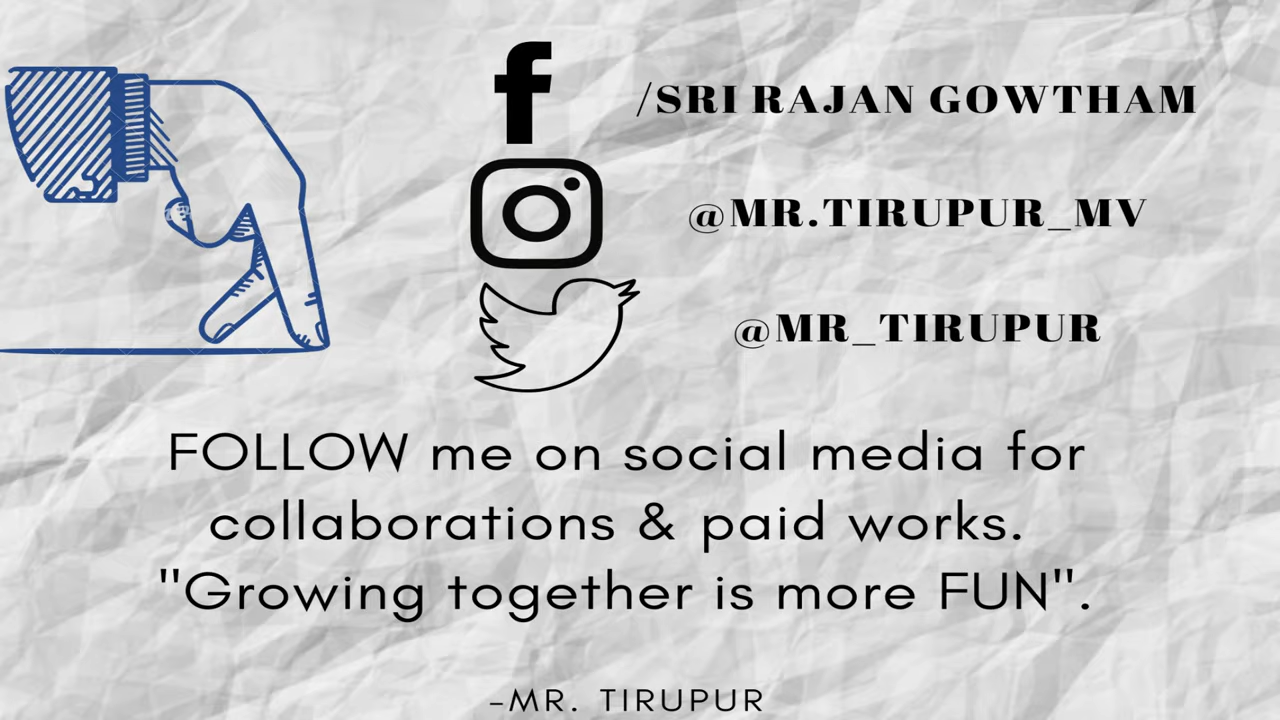 /SRI RAJAN GOWTHAM
@MR.TIRUPUR_MV
@MR_TIRUPUR
FOLLOW me on social media for
collaborations & paid works.
"Growing together is more FUN".
-MR. TIRUPUR